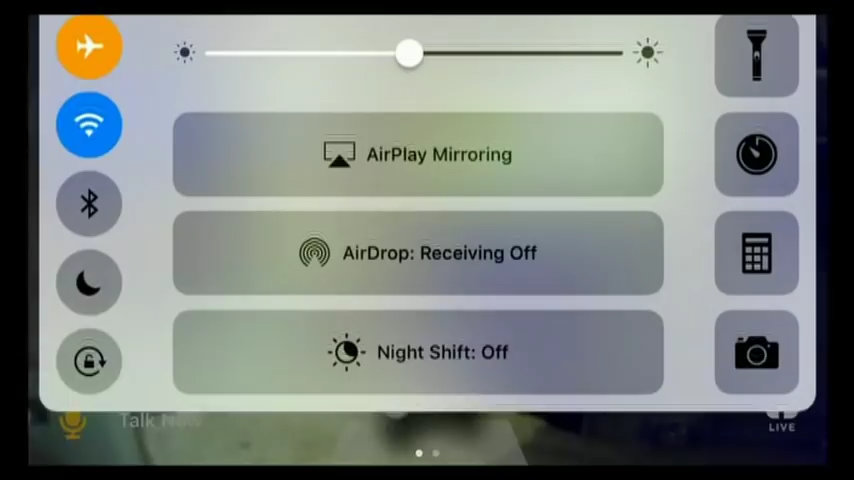 AirPlay Mirroring
AirDrop: Receiving Off
Night Shift: Off
Talk Now
LIVE